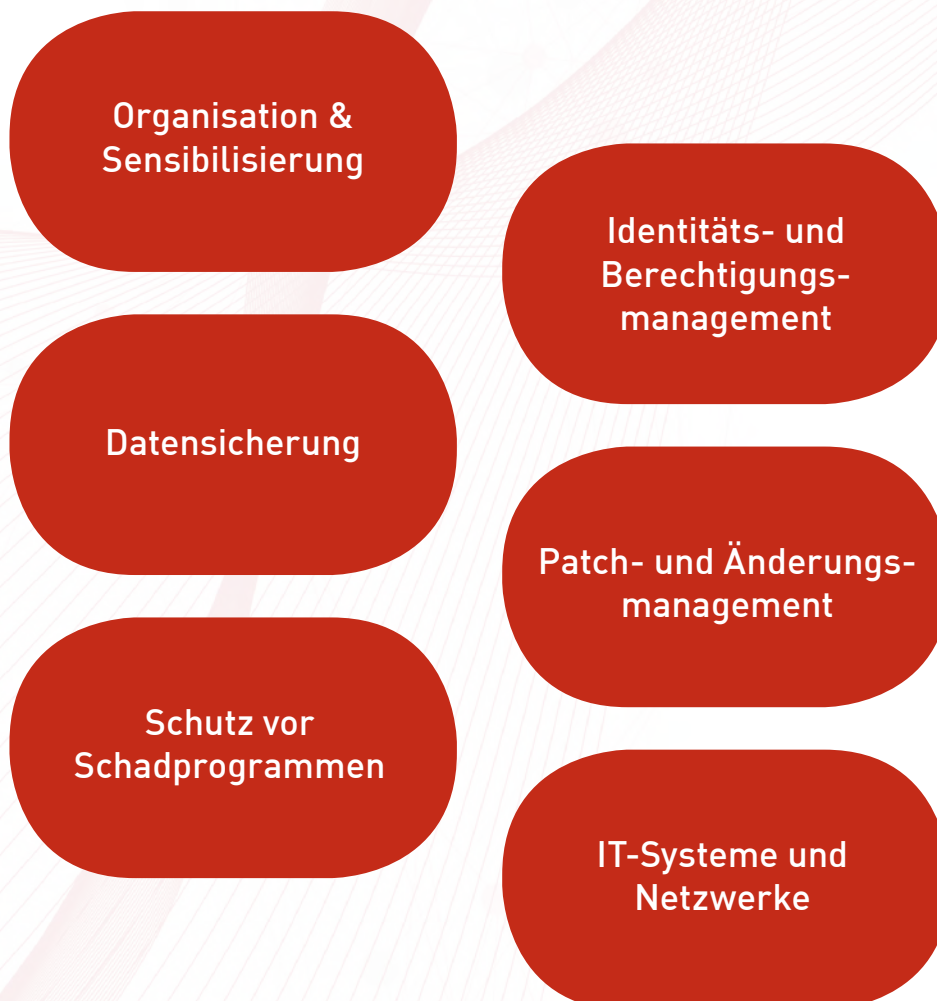 Organisation &
Sensibilisierung
Identitäts- und
Berechtigungs-
management
Datensicherung
Patch- und Änderungs-
management
Schutz vor
Schadprogrammen
IT-Systeme und
Netzwerke